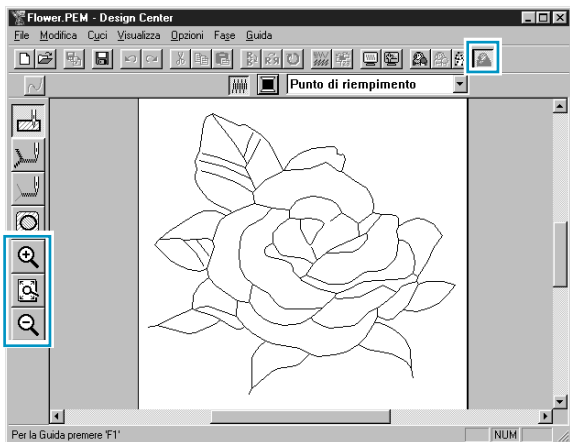 Flower.PEM - Design Center
File Modifica Cuci Visualizza Opzioni Fase Guida
Punto di riempimento
Per la Guida premere 'F1'
NUM